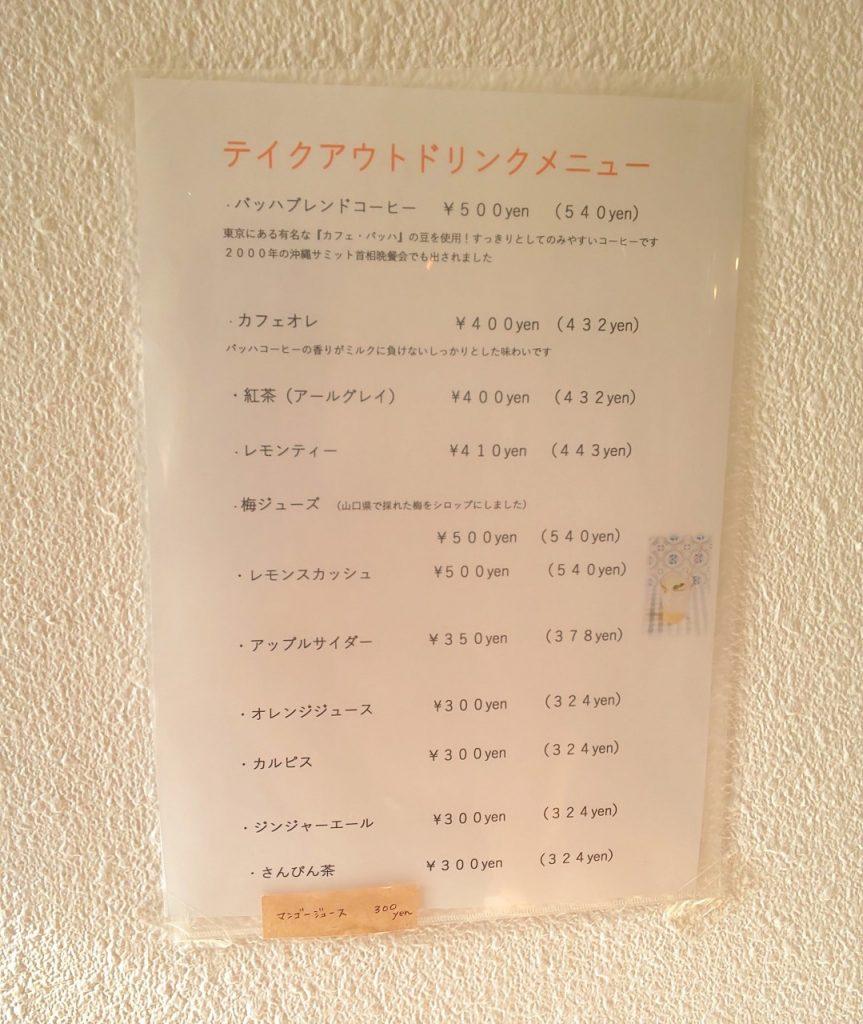 テイクアウトドリンクメニュー
・バッハブレンドコーヒー ￥５００yen （５４０yen）
東京にある有名な『カフェ・バッハ』の豆を使用！すっきりとしてのみやすいコーヒーです
２０００年の沖縄サミット首相晩餐会でも出されました
・カフェオレ ￥４００yen （４３２yen）
バッハコーヒーの香りがミルクに負けないしっかりとした味わいです
・紅茶（アールグレイ） ¥４００yen （４３２yen）
・レモンティー ¥４１０yen （４４３yen）
・梅ジューズ （山口県で採れた梅をシロップにしました）
￥５００yen （５４０yen）
・レモンスカッシュ ¥５００yen （５４０yen）
・アップルサイダー ￥３５０yen （３７８yen）
・オレンジジュース ¥３００yen （３２４yen）
・カルピス ￥３００yen （３２４yen）
・ジンジャーエール ¥３００yen （３２４yen）
・さんぴん茶 ￥３００yen （３２４yen）
マンゴージュース 300 yen